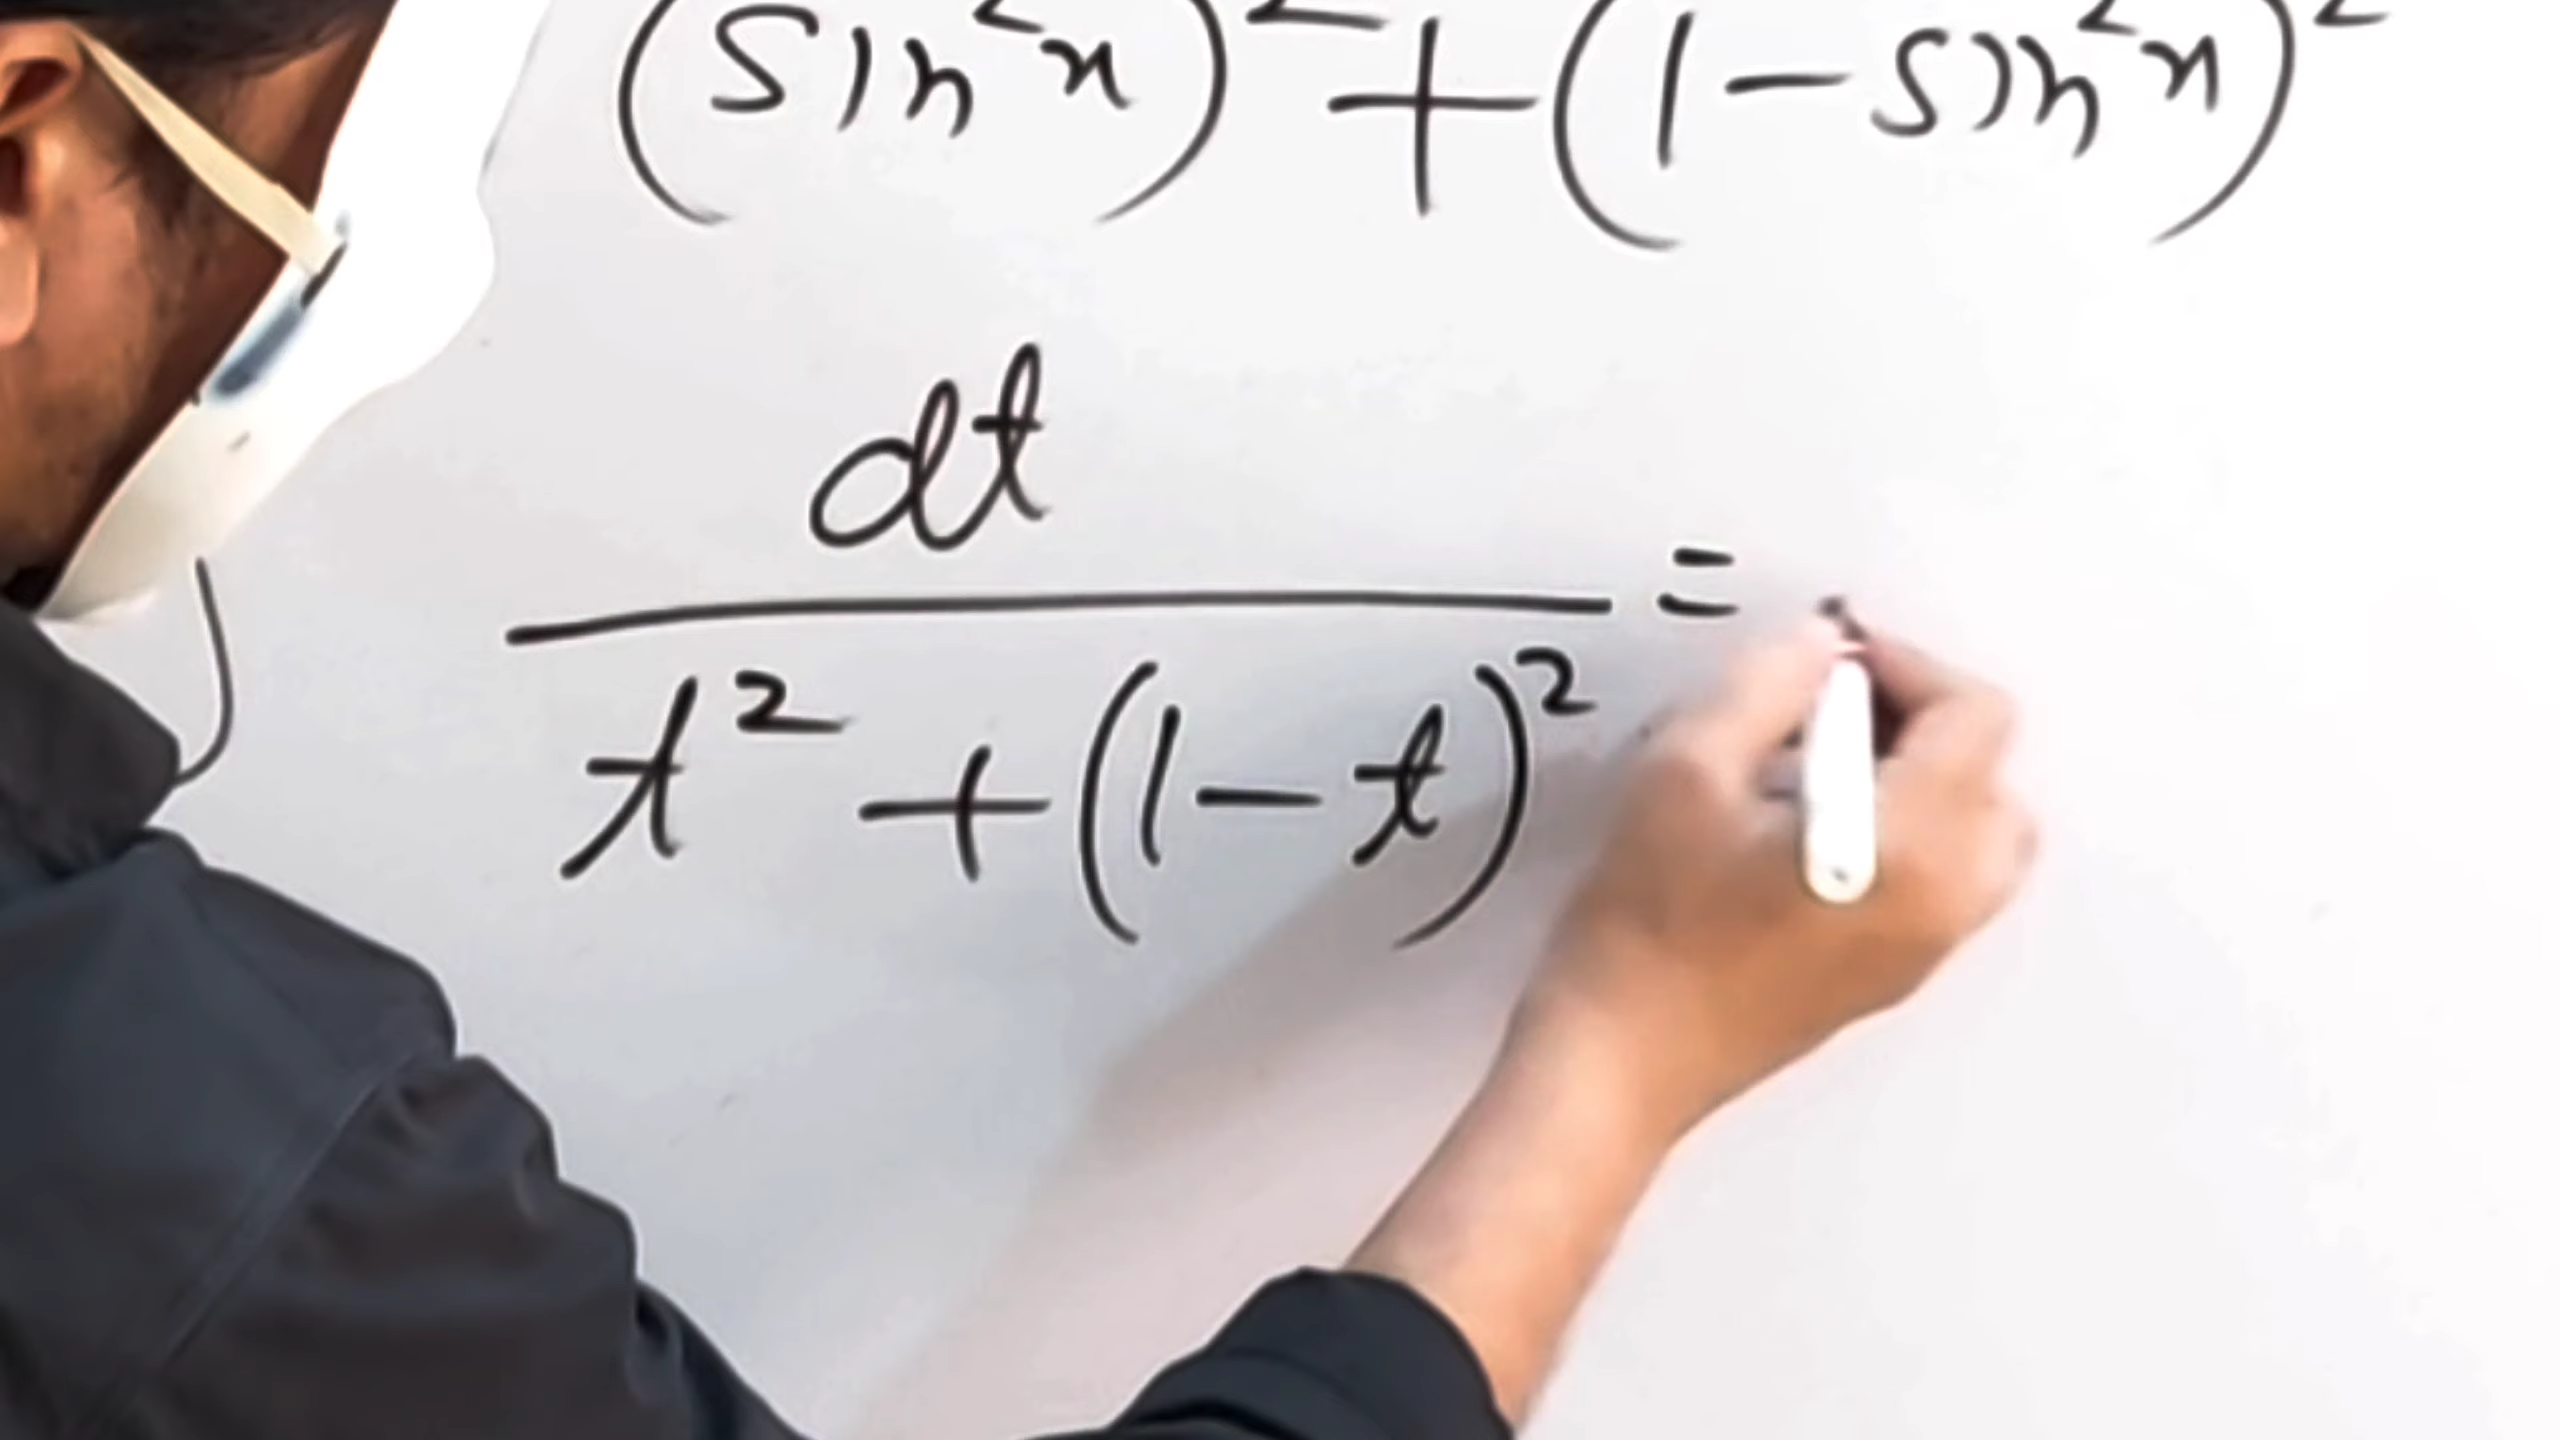 (sin²x)² + (1 − sin²x)²
dt
t² + (1 − t)² =